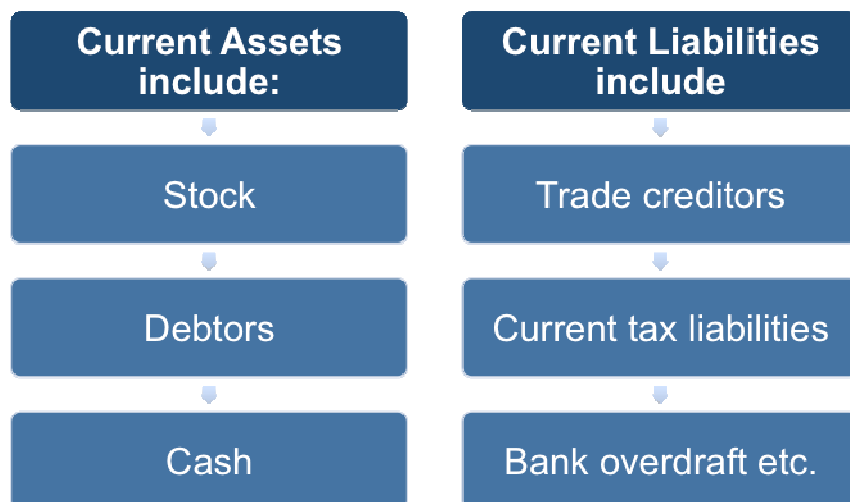 Current Assets
include:
Stock
Debtors
Cash
Current Liabilities
include
Trade creditors
Current tax liabilities
Bank overdraft etc.